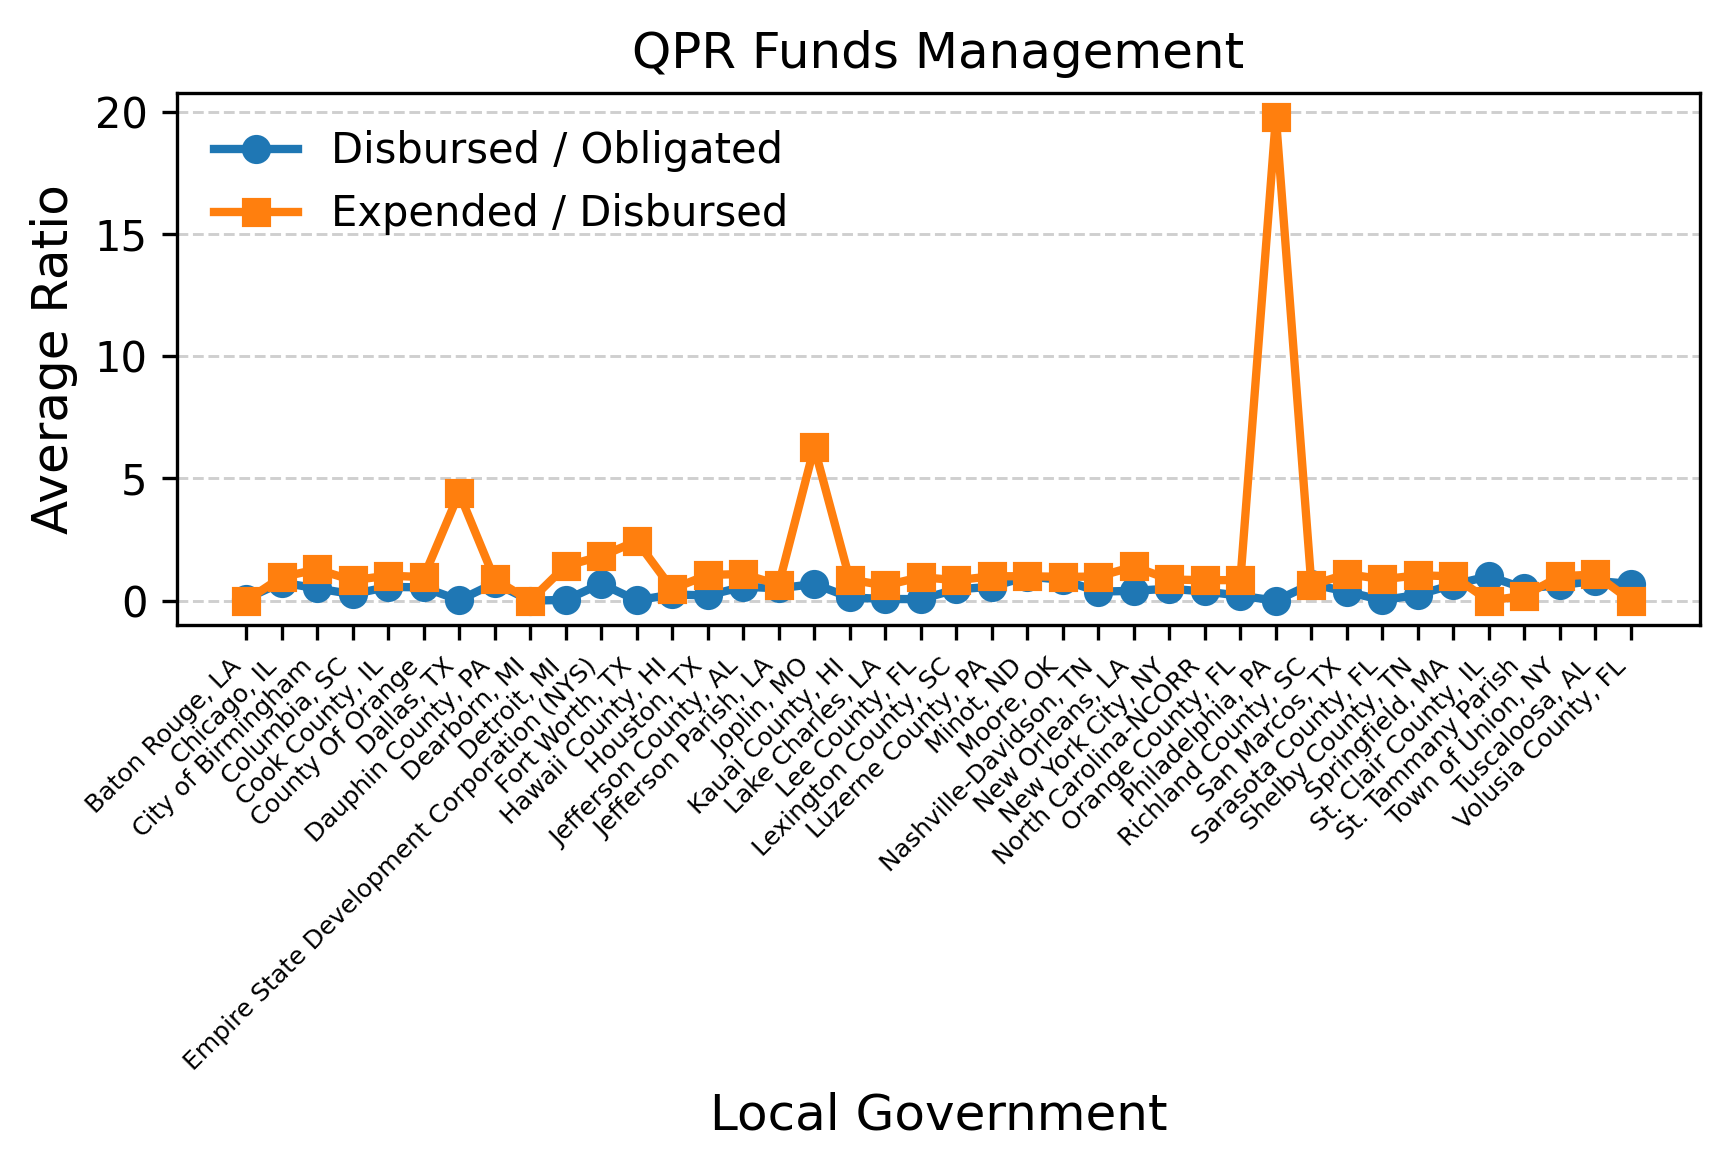 QPR Funds Management
Average Ratio
20
15
10
5
0
Disbursed / Obligated
Expended / Disbursed
Baton Rouge, LA
Chicago, IL
City of Birmingham
Columbia, SC
Cook County, IL
County Of Orange
Dallas, TX
Dauphin County, PA
Dearborn, MI
Detroit, MI
Empire State Development Corporation (NYS)
Fort Worth, TX
Hawaii County, HI
Houston, TX
Jefferson County, AL
Jefferson Parish, LA
Joplin, MO
Kauai County, HI
Lake Charles, LA
Lee County, FL
Lexington County, SC
Luzerne County, PA
Minot, ND
Moore, OK
Nashville-Davidson, TN
New Orleans, LA
New York City, NY
North Carolina-NCORR
Orange County, FL
Philadelphia, PA
Richland County, SC
San Marcos, TX
Sarasota County, FL
Shelby County, TN
Springfield, MA
St. Clair County, IL
St. Tammany Parish
Town of Union, NY
Tuscaloosa, AL
Volusia County, FL
Local Government